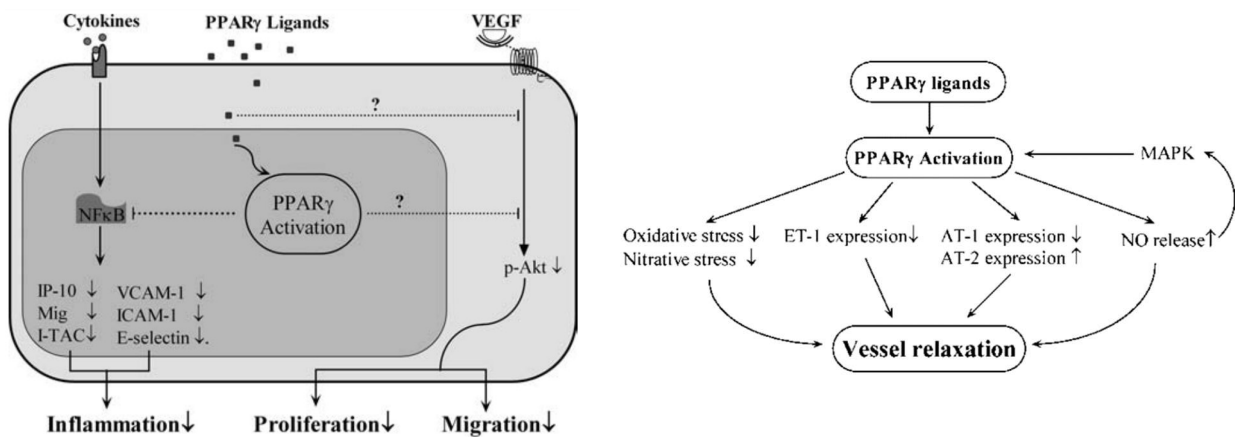 Cytokines
PPARγ Ligands
VEGF
?
PPARγ
Activation
?
NFκB
p-Akt ↓
IP-10 ↓
Mig ↓
I-TAC↓
VCAM-1 ↓
ICAM-1 ↓
E-selectin ↓.
Inflammation↓
Proliferation↓
Migration↓
PPARγ ligands
PPARγ Activation
MAPK
Oxidative stress ↓
Nitrative stress ↓
ET-1 expression↓
AT-1 expression ↓
AT-2 expression ↑
NO release↑
Vessel relaxation